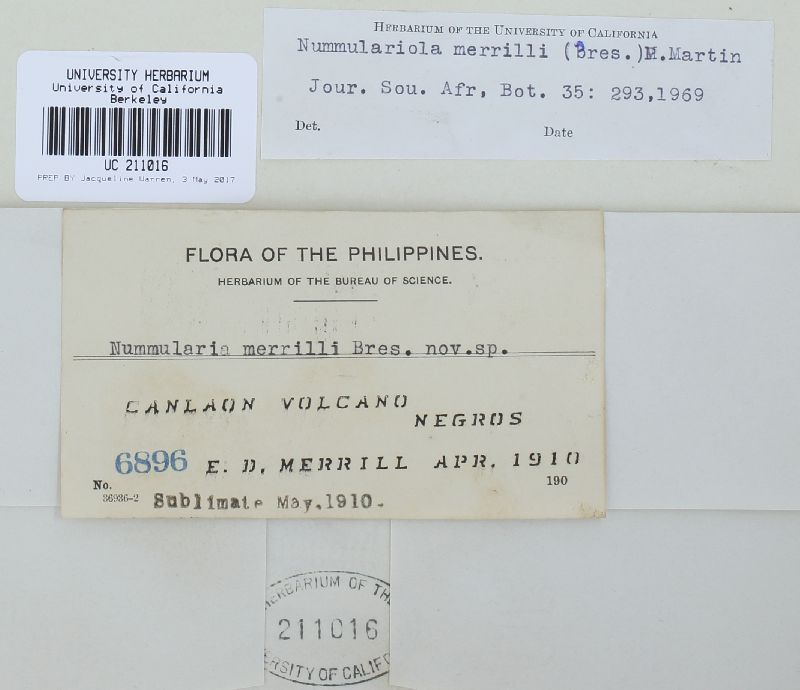 HERBARIUM OF THE UNIVERSITY OF CALIFORNIA
Nummulariola merrilli (Bres.)M.Martin
Jour. Sou. Afr, Bot. 35: 293,1969
Det.
Date
UNIVERSITY HERBARIUM
University of California
Berkeley
UC 211016
PREP BY Jacqueline Warren, 3 May 2017
FLORA OF THE PHILIPPINES.
HERBARIUM OF THE BUREAU OF SCIENCE.
Nummularia merrilli Bres. nov.sp.
CANLAON VOLCANO
NEGROS
6896 E. D. MERRILL APR. 1910
No.
190
36936-2
Sublimate May.1910.
HERBARIUM OF TH
211016
ERSITY OF CALIF